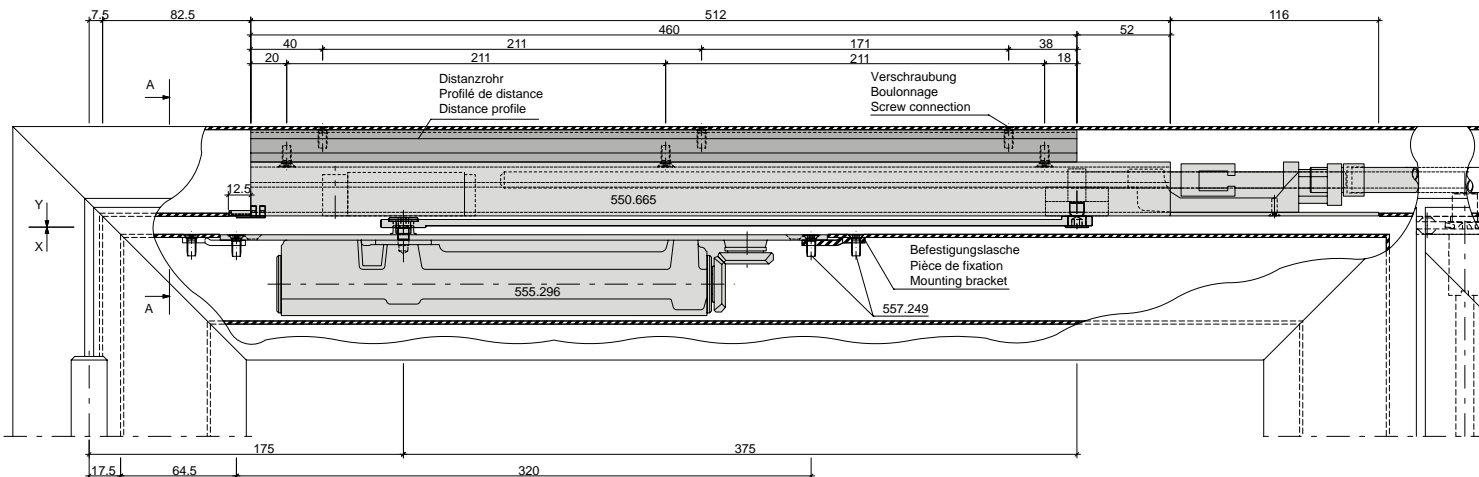 7.5 82.5 512 116
460 52
40 211 171 38
20 211 211 18
A
Distanzrohr
Profilé de distance
Distance profile
Verschraubung
Boulonnage
Screw connection
12.5
550.665
Y
X
Befestigungslasche
Pièce de fixation
Mounting bracket
555.296
A
557.249
175 375
17.5 64.5 320